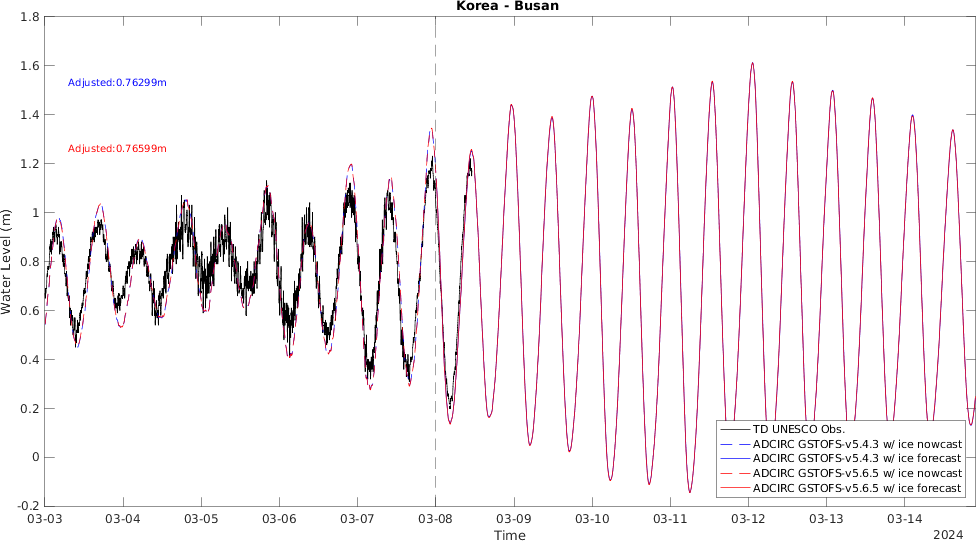 Korea - Busan
1.8
1.6
1.4
1.2
1
0.8
0.6
0.4
0.2
0
-0.2
Water Level (m)
Adjusted:0.76299m
Adjusted:0.76599m
TD UNESCO Obs.
ADCIRC GSTOFS-v5.4.3 w/ ice nowcast
ADCIRC GSTOFS-v5.4.3 w/ ice forecast
ADCIRC GSTOFS-v5.6.5 w/ ice nowcast
ADCIRC GSTOFS-v5.6.5 w/ ice forecast
03-03 03-04 03-05 03-06 03-07 03-08 03-09 03-10 03-11 03-12 03-13 03-14
Time
2024